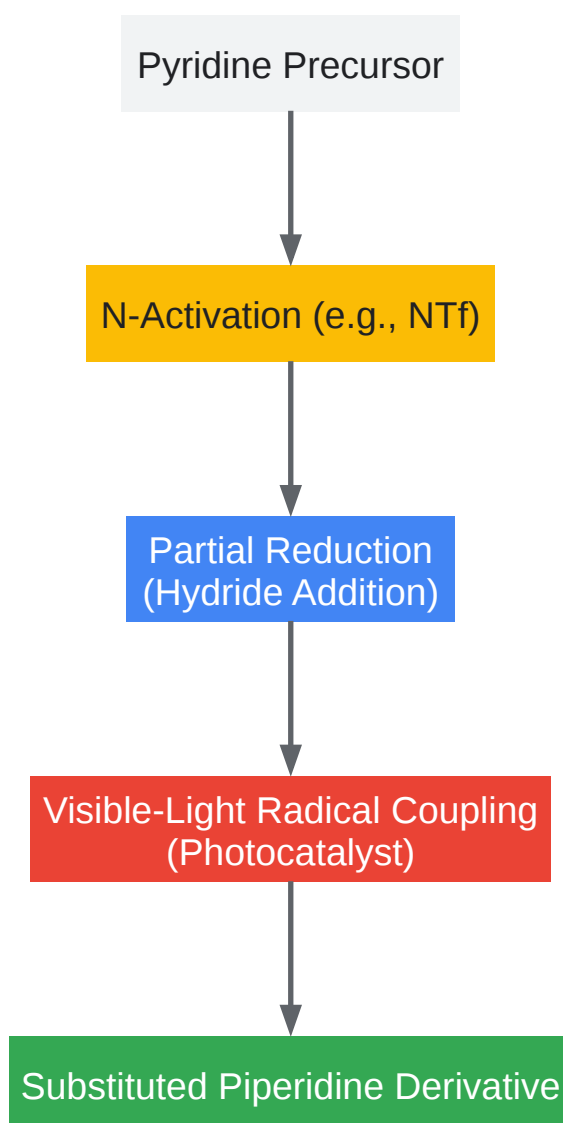 Pyridine Precursor
N-Activation (e.g., NTf)
Partial Reduction
(Hydride Addition)
Visible-Light Radical Coupling
(Photocatalyst)
Substituted Piperidine Derivative